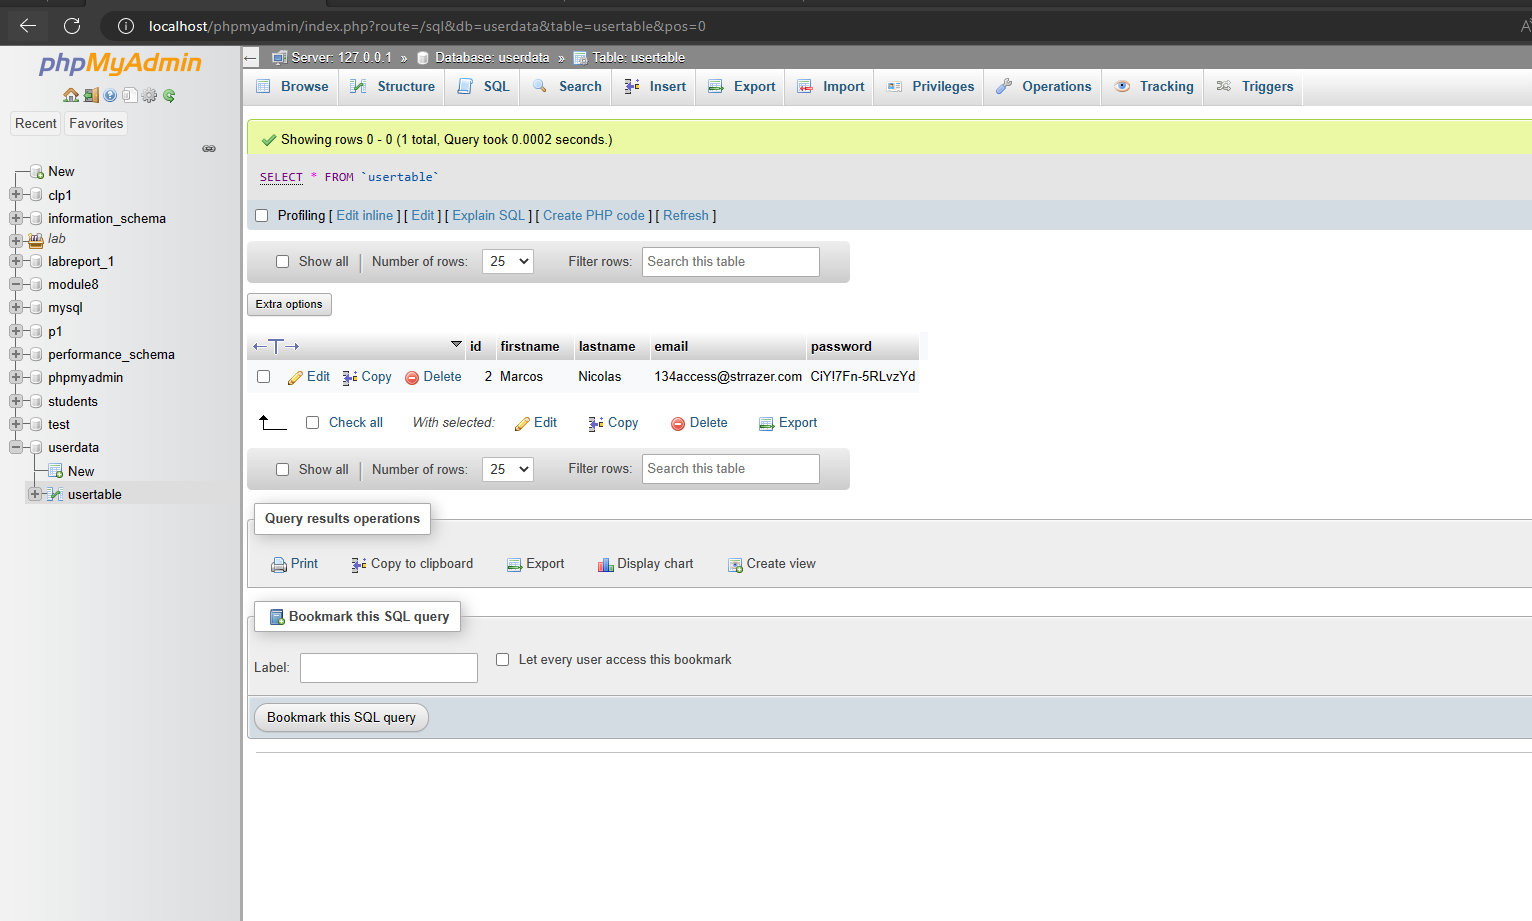 localhost/phpmyadmin/index.php?route=/sql&db=userdata&table=usertable&pos=0
phpMyAdmin
Recent Favorites
New
clp1
information_schema
lab
labreport_1
module8
mysql
p1
performance_schema
phpmyadmin
students
test
userdata
New
usertable
Server: 127.0.0.1 » Database: userdata » Table: usertable
Browse Structure SQL Search Insert Export Import Privileges Operations Tracking Triggers
Showing rows 0 - 0 (1 total, Query took 0.0002 seconds.)
SELECT * FROM `usertable`
Profiling [ Edit inline ] [ Edit ] [ Explain SQL ] [ Create PHP code ] [ Refresh ]
Show all | Number of rows: 25 Filter rows: Search this table
Extra options
←T→ id firstname lastname email password
Edit Copy Delete 2 Marcos Nicolas 134access@strrazer.com CiYl7Fn-5RLvzYd
Check all With selected: Edit Copy Delete Export
Show all | Number of rows: 25 Filter rows: Search this table
Query results operations
Print Copy to clipboard Export Display chart Create view
Bookmark this SQL query
Label: Let every user access this bookmark
Bookmark this SQL query